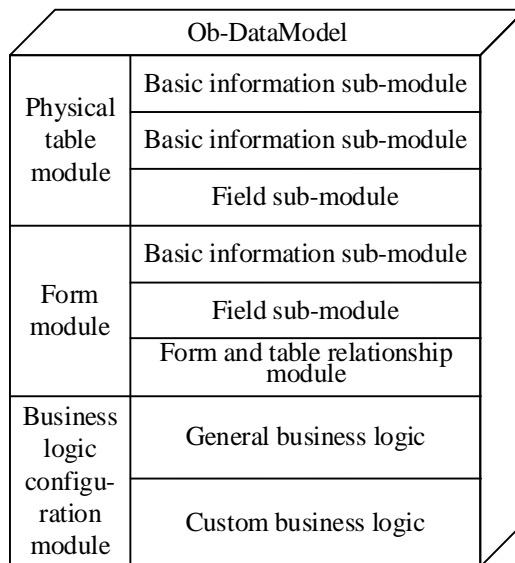 Ob-DataModel
Physical
table
module
Basic information sub-module
Basic information sub-module
Field sub-module
Form
module
Basic information sub-module
Field sub-module
Form and table relationship
module
Business
logic
configu-
ration
module
General business logic
Custom business logic